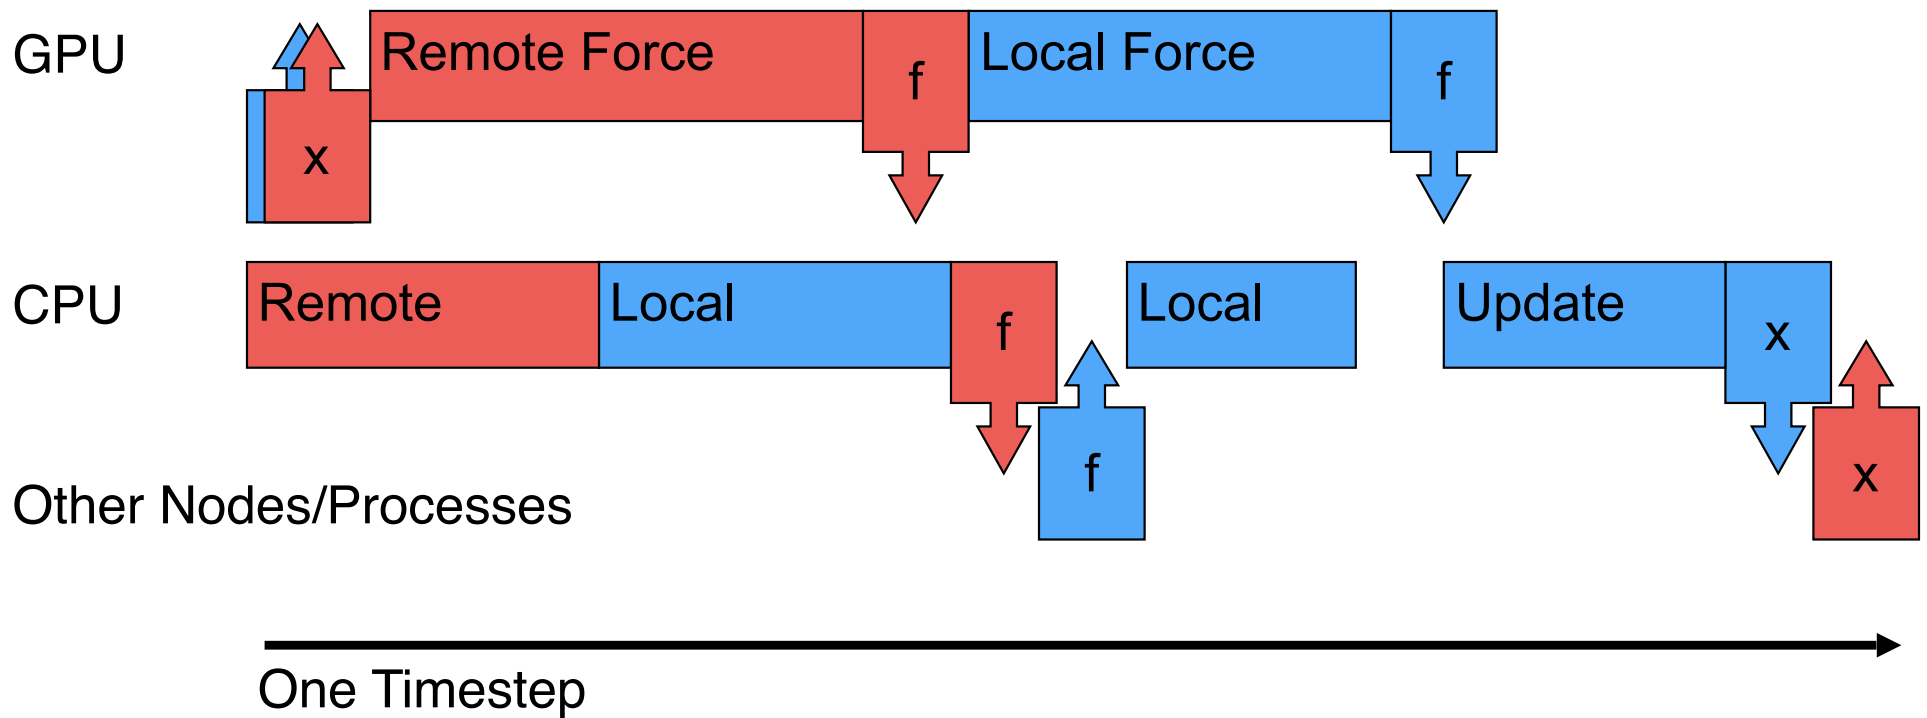 GPU
x
Remote Force
f
Local Force
f
CPU
Remote
Local
f
f
Local
Update
x
x
Other Nodes/Processes
One Timestep